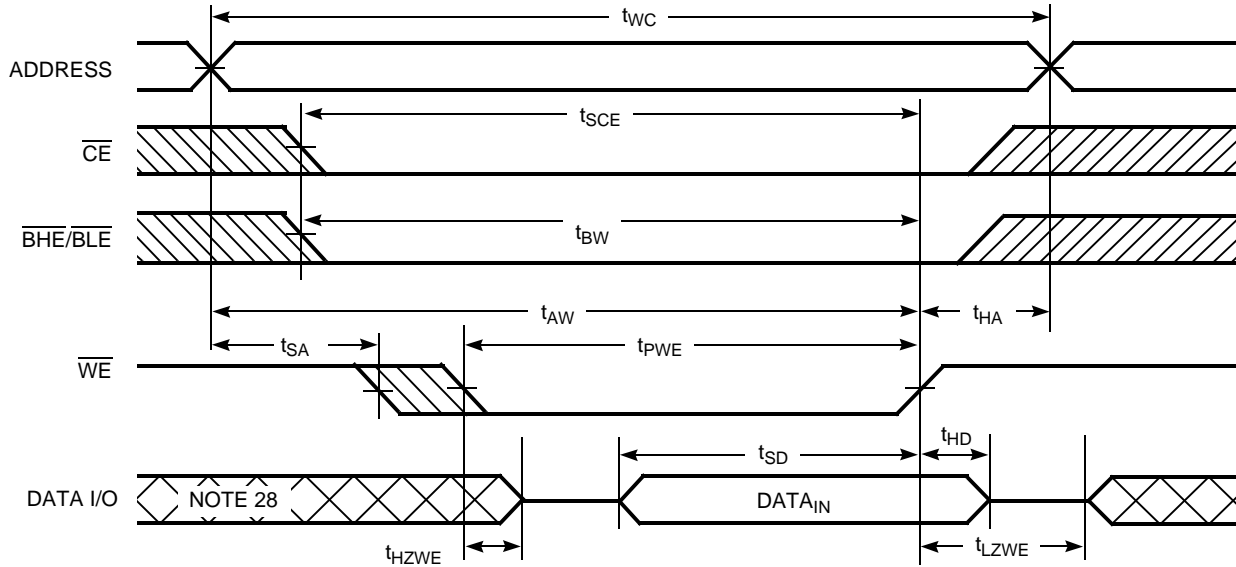 tWC
ADDRESS
tSCE
CE
tBW
BHE/BLE
tAW
tHA
tSA
tPWE
WE
tSD
tHD
DATA I/O
NOTE 28
DATAIN
tHZWE
tLZWE